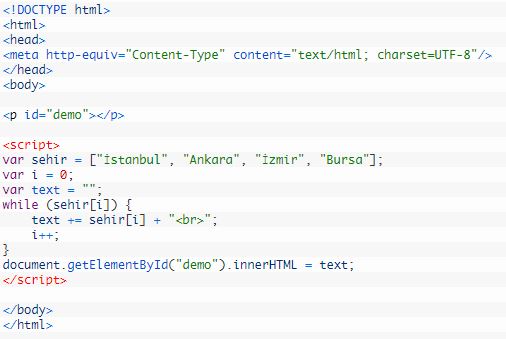 <!DOCTYPE html>
<html>
<head>
<meta http-equiv="Content-Type" content="text/html; charset=UTF-8"/>
</head>
<body>
<p id="demo"></p>
<script>
var sehir = ["İstanbul", "Ankara", "İzmir", "Bursa"];
var i = 0;
var text = "";
while (sehir[i]) {
    text += sehir[i] + "<br>";
    i++;
}
document.getElementById("demo").innerHTML = text;
</script>
</body>
</html>